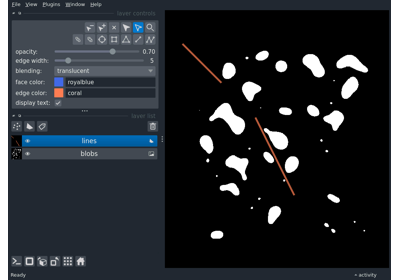 File View Plugins Window Help
layer controls
opacity: 0.70
edge width: 5
blending: translucent
face color: royalblue
edge color: coral
display text:
layer list
lines
blobs
Ready activity